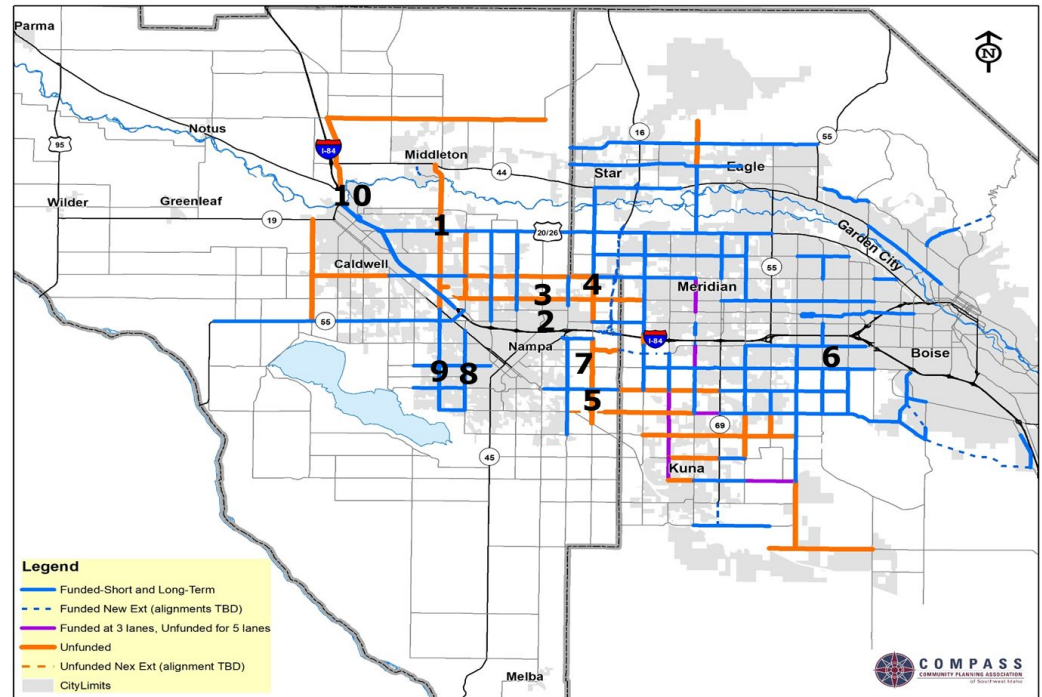 Parma
N
95
Notus
I-84
Middleton
44
16
55
Star
Eagle
Wilder
Greenleaf
10
19
1
20/26
Garden City
Caldwell
55
4
Meridian
3
55
2
Nampa
I-84
6
Boise
7
9
8
5
69
45
Kuna
Legend
Funded-Short and Long-Term
Funded New Ext (alignments TBD)
Funded at 3 lanes, Unfunded for 5 lanes
Unfunded
Unfunded Nex Ext (alignment TBD)
CityLimits
Melba
COMPASS
COMMUNITY PLANNING ASSOCIATION
of Southwest Idaho